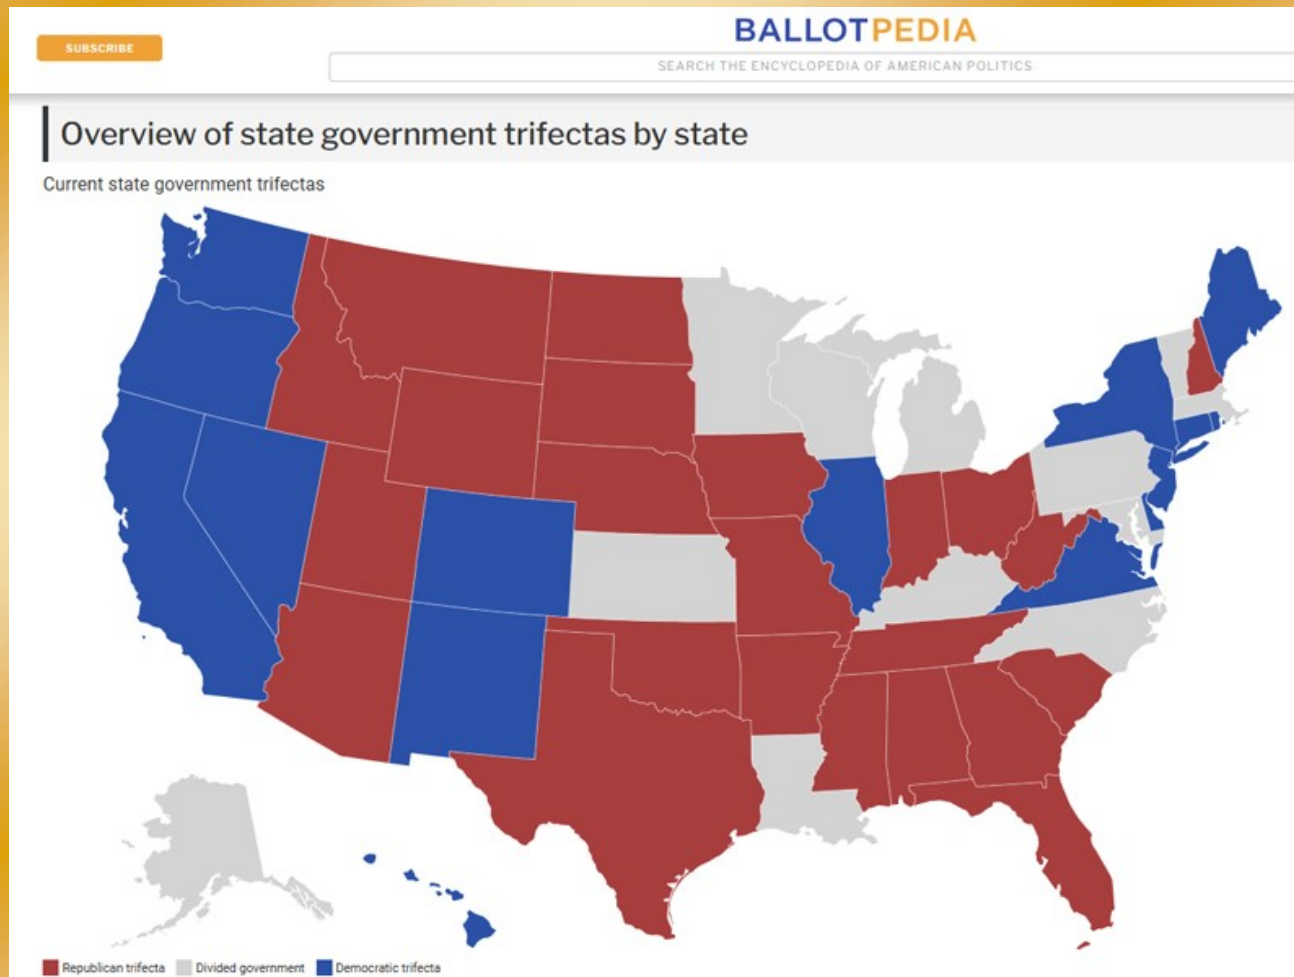 SUBSCRIBE
BALLOTPEDIA
SEARCH THE ENCYCLOPEDIA OF AMERICAN POLITICS
Overview of state government trifectas by state
Current state government trifectas
Republican trifecta Divided government Democratic trifecta